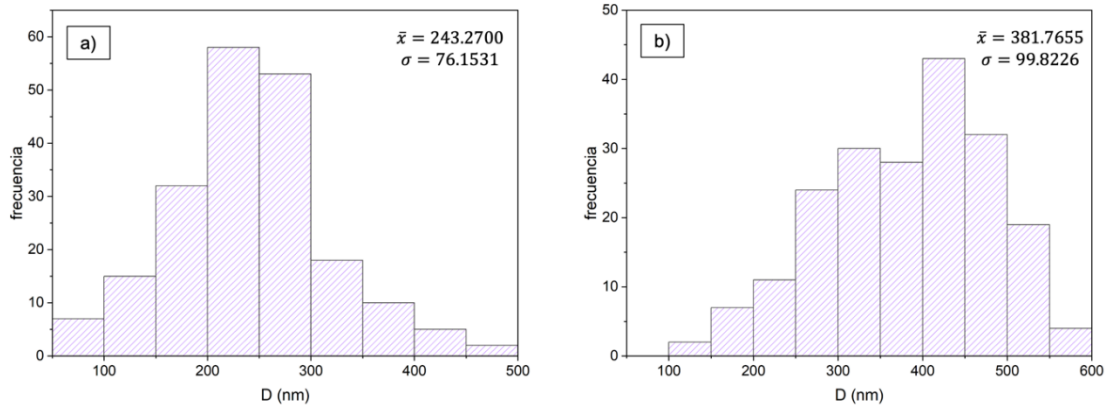 a)
x̄ = 243.2700
σ = 76.1531
frecuencia
60
50
40
30
20
10
0
100
200
300
400
500
D (nm)
b)
x̄ = 381.7655
σ = 99.8226
frecuencia
50
40
30
20
10
0
100
200
300
400
500
600
D (nm)